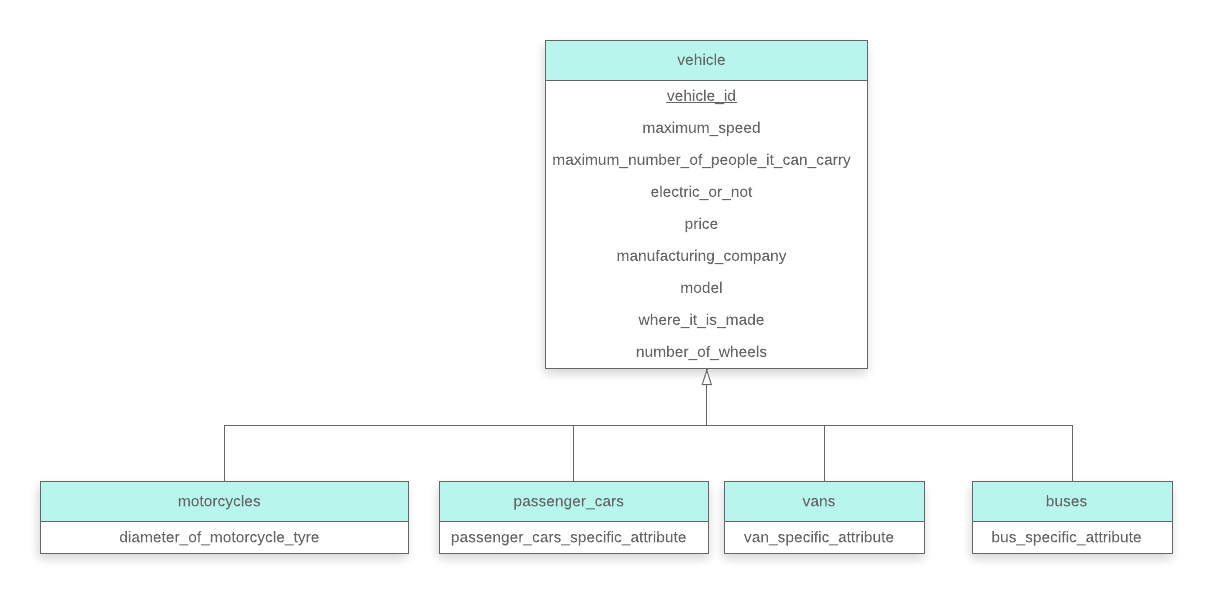 vehicle
vehicle_id
maximum_speed
maximum_number_of_people_it_can_carry
electric_or_not
price
manufacturing_company
model
where_it_is_made
number_of_wheels
motorcycles
diameter_of_motorcycle_tyre
passenger_cars
passenger_cars_specific_attribute
vans
van_specific_attribute
buses
bus_specific_attribute